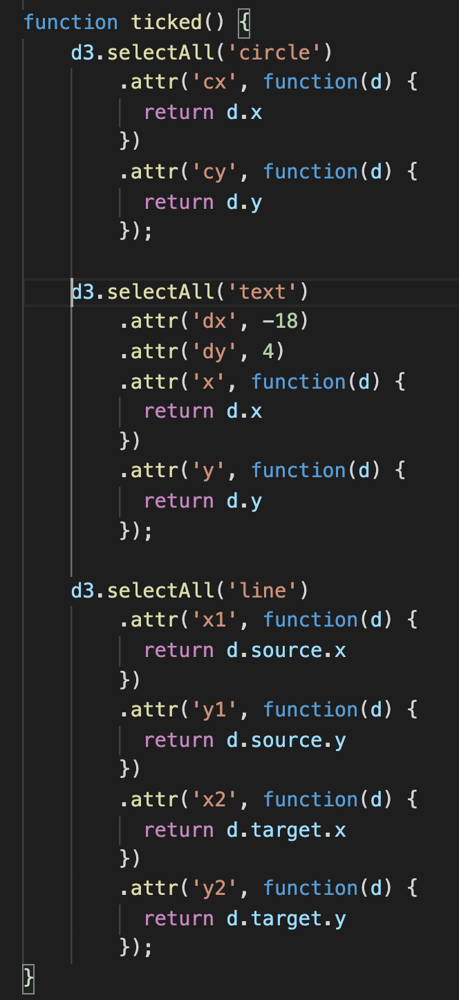 function ticked() {
    d3.selectAll('circle')
        .attr('cx', function(d) {
          return d.x
        })
        .attr('cy', function(d) {
          return d.y
        });

    d3.selectAll('text')
        .attr('dx', -18)
        .attr('dy', 4)
        .attr('x', function(d) {
          return d.x
        })
        .attr('y', function(d) {
          return d.y
        });

    d3.selectAll('line')
        .attr('x1', function(d) {
          return d.source.x
        })
        .attr('y1', function(d) {
          return d.source.y
        })
        .attr('x2', function(d) {
          return d.target.x
        })
        .attr('y2', function(d) {
          return d.target.y
        });
}